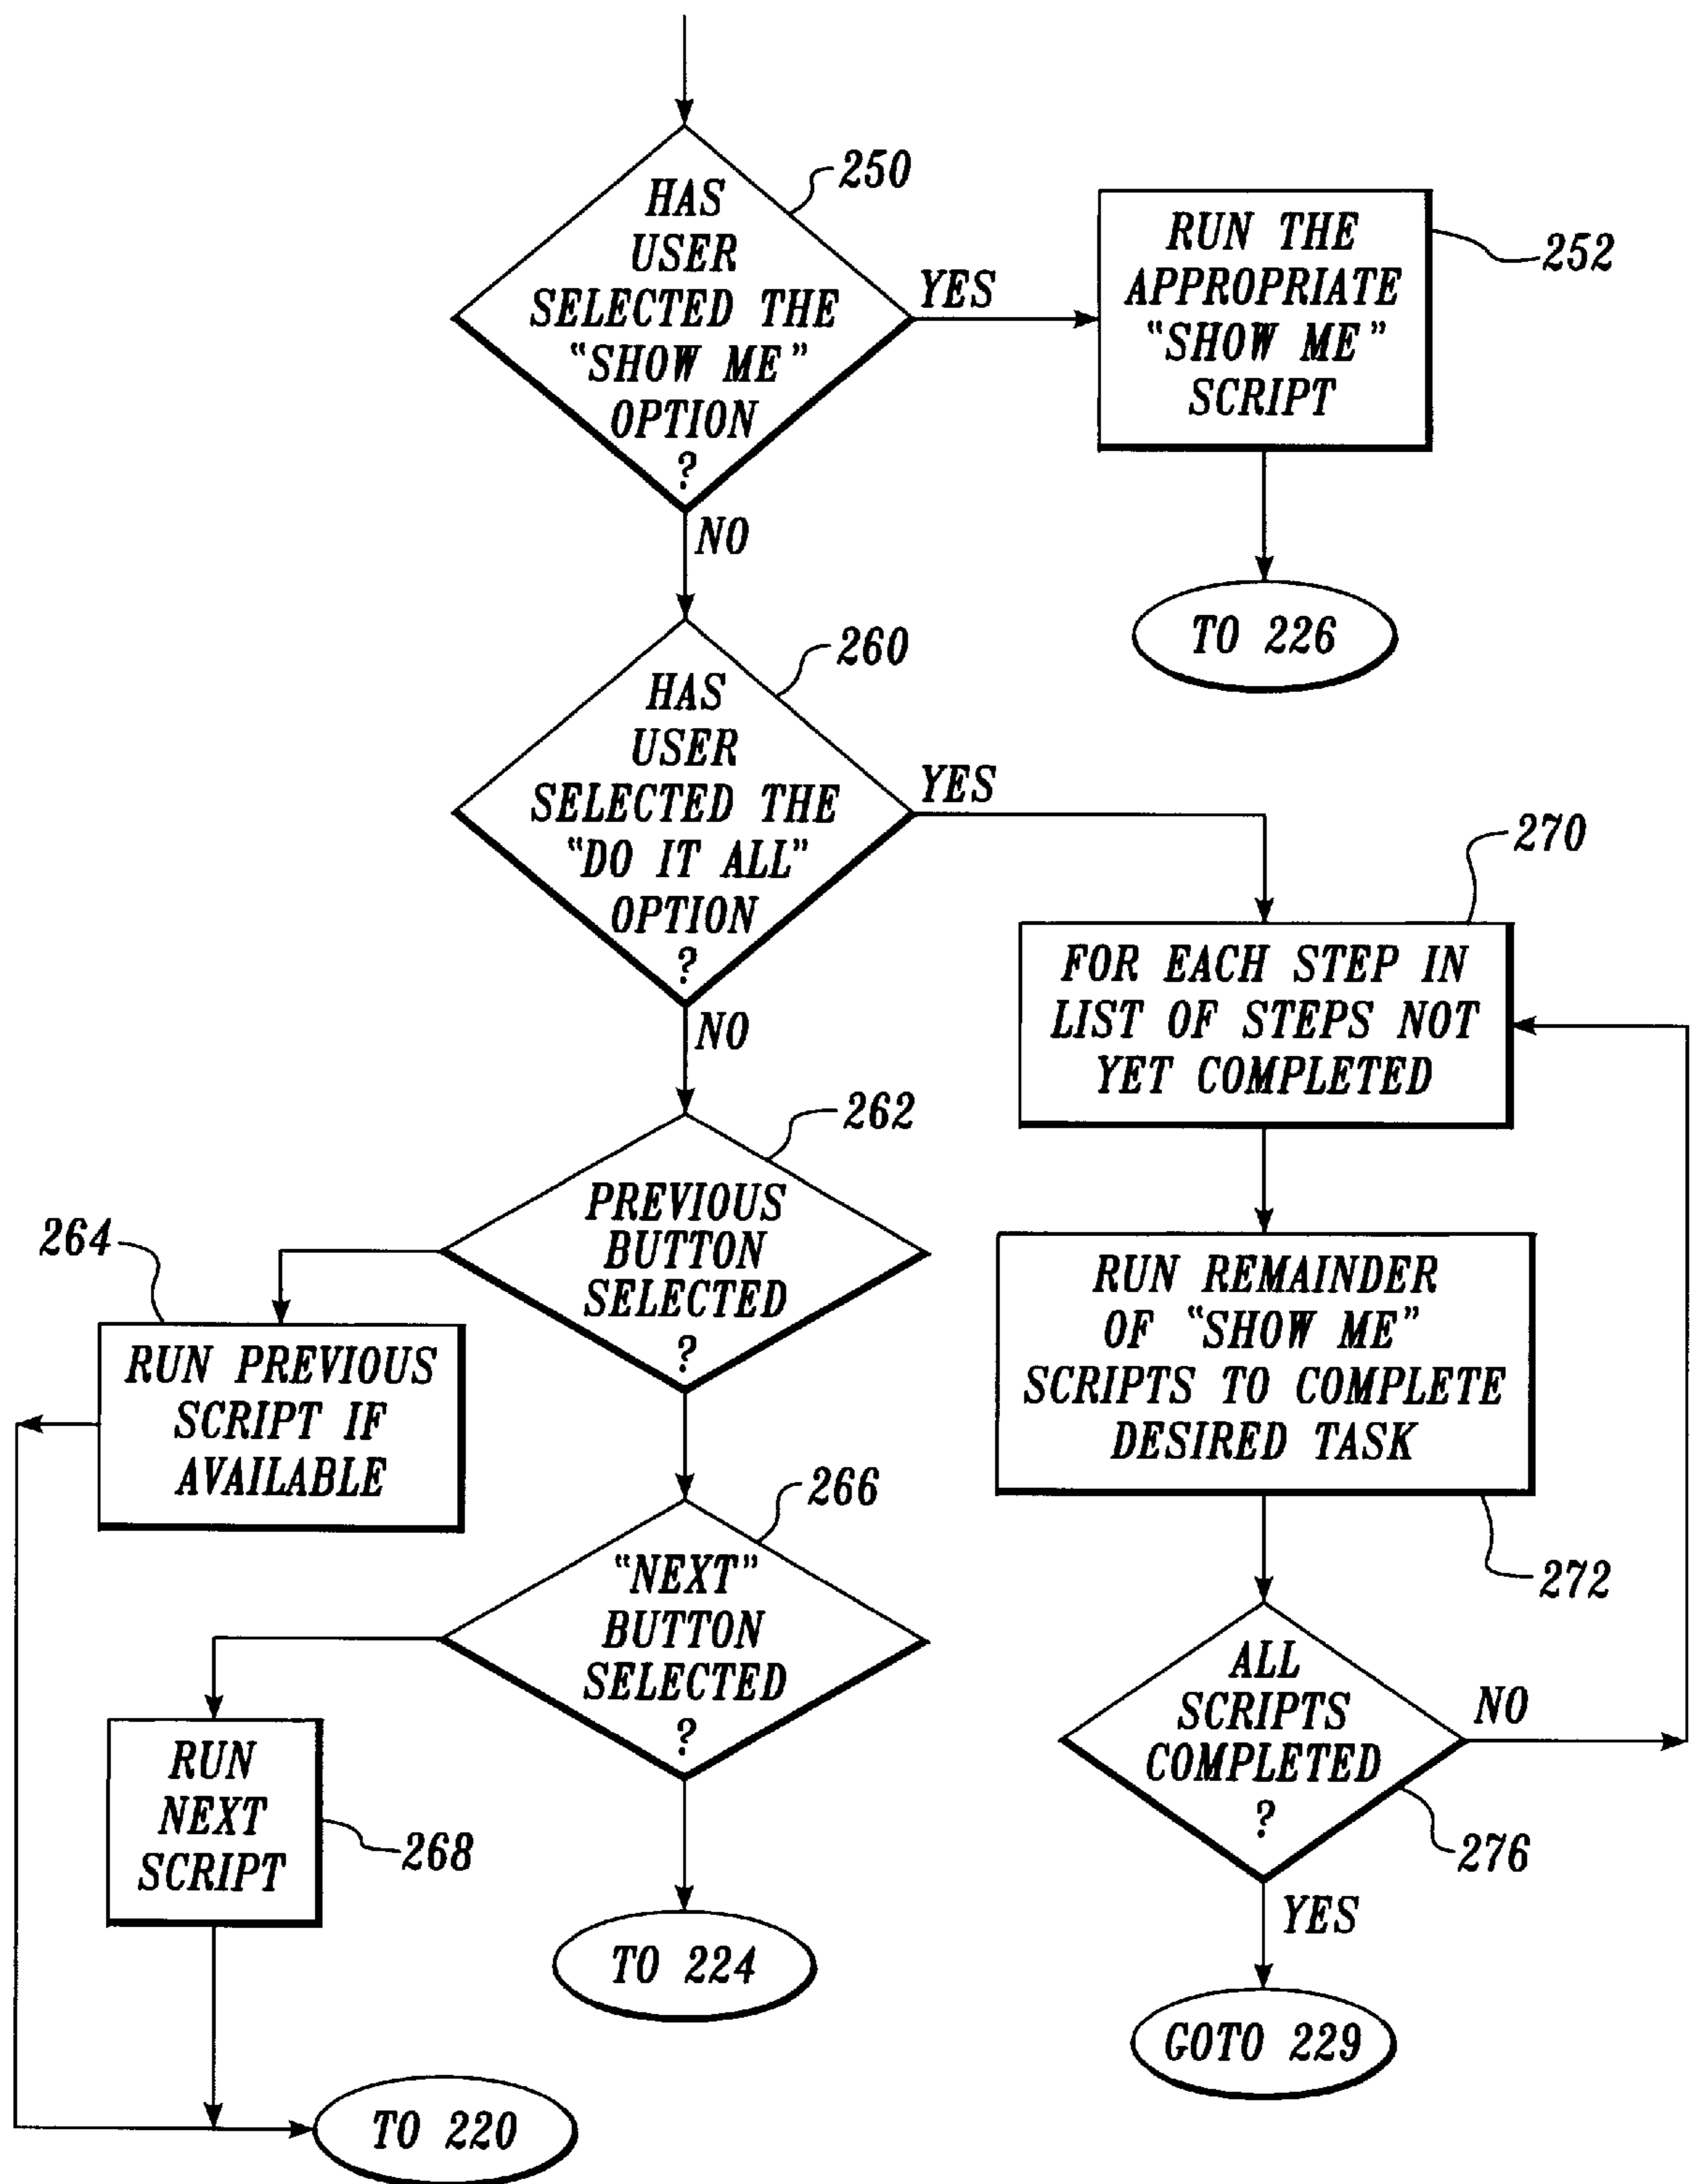 HAS
USER
SELECTED THE
“SHOW ME”
OPTION
?
250
YES
RUN THE
APPROPRIATE
“SHOW ME”
SCRIPT
252
TO 226
NO
HAS
USER
SELECTED THE
“DO IT ALL”
OPTION
?
260
YES
270
FOR EACH STEP IN
LIST OF STEPS NOT
YET COMPLETED
NO
PREVIOUS
BUTTON
SELECTED
?
262
264
RUN PREVIOUS
SCRIPT IF
AVAILABLE
RUN REMAINDER
OF “SHOW ME”
SCRIPTS TO COMPLETE
DESIRED TASK
272
“NEXT”
BUTTON
SELECTED
?
266
RUN
NEXT
SCRIPT
268
ALL
SCRIPTS
COMPLETED
?
NO
276
YES
TO 224
GOTO 229
TO 220